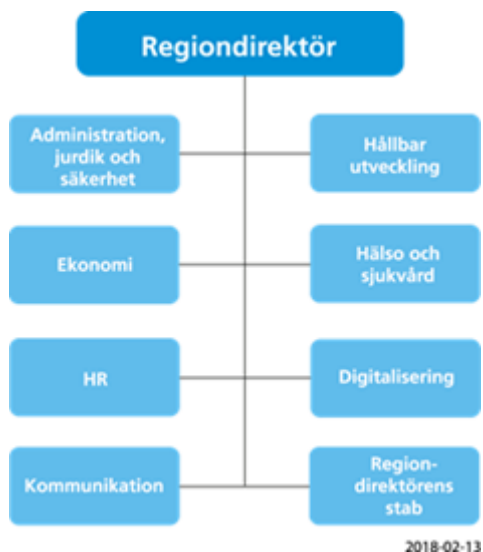 Regiondirektör
Administration,
jurdik och
säkerhet
Hållbar
utveckling
Ekonomi
Hälso och
sjukvård
HR
Digitalisering
Kommunikation
Region-
direktörens
stab
2018-02-13